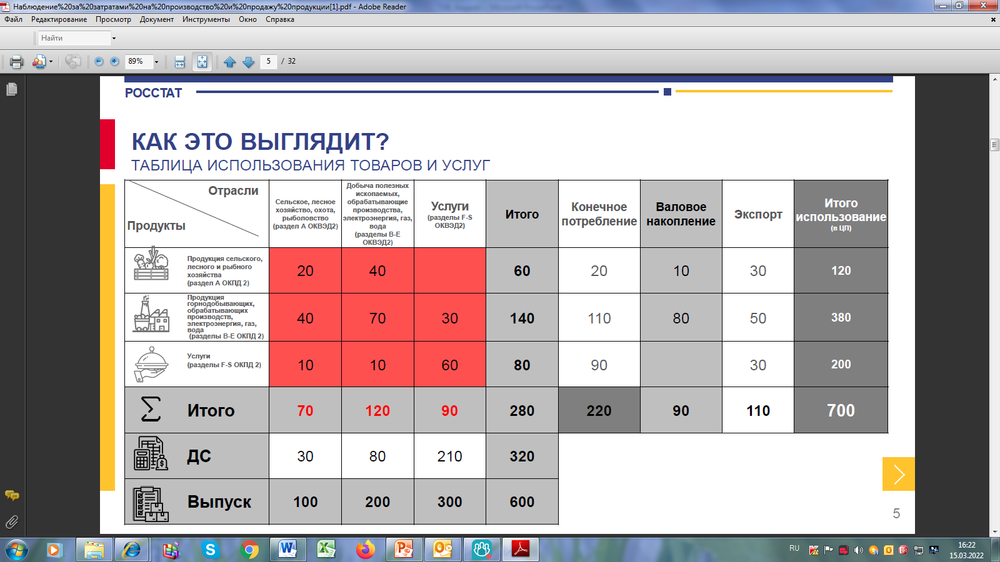 Наблюдение%20за%20затратами%20на%20производство%20и%20продажу%20продукции[1].pdf - Adobe Reader
Файл Редактирование Просмотр Документ Инструменты Окно Справка
Найти
89% 5 / 32
РОССТАТ
КАК ЭТО ВЫГЛЯДИТ?
ТАБЛИЦА ИСПОЛЬЗОВАНИЯ ТОВАРОВ И УСЛУГ
Отрасли
Продукты
Сельское, лесное
хозяйство, охота,
рыболовство
(раздел А ОКВЭД2)
Добыча полезных
ископаемых,
обрабатывающие
производства,
электроэнергия, газ,
вода
(разделы B-E
ОКВЭД2)
Услуги
(разделы F-S
ОКВЭД2)
Итого
Конечное
потребление
Валовое
накопление
Экспорт
Итого
использование
(в ЦП)
Продукция сельского,
лесного и рыбного
хозяйства
(раздел А ОКПД 2)
20 40 60 20 10 30 120
Продукция
горнодобывающих,
обрабатывающих
производств,
электроэнергия, газ,
вода
(разделы B-E ОКПД 2)
40 70 30 140 110 80 50 380
Услуги
(разделы F-S ОКПД 2)
10 10 60 80 90 30 200
Итого 70 120 90 280 220 90 110 700
ДС 30 80 210 320
Выпуск 100 200 300 600
5
RU
16:22
15.03.2022